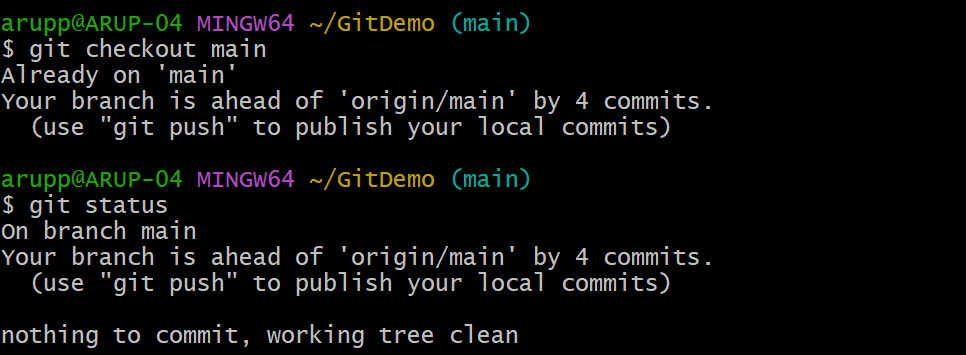 arupp@ARUP-04 MINGW64 ~/GitDemo (main)
$ git checkout main
Already on 'main'
Your branch is ahead of 'origin/main' by 4 commits.
  (use "git push" to publish your local commits)

arupp@ARUP-04 MINGW64 ~/GitDemo (main)
$ git status
On branch main
Your branch is ahead of 'origin/main' by 4 commits.
  (use "git push" to publish your local commits)

nothing to commit, working tree clean